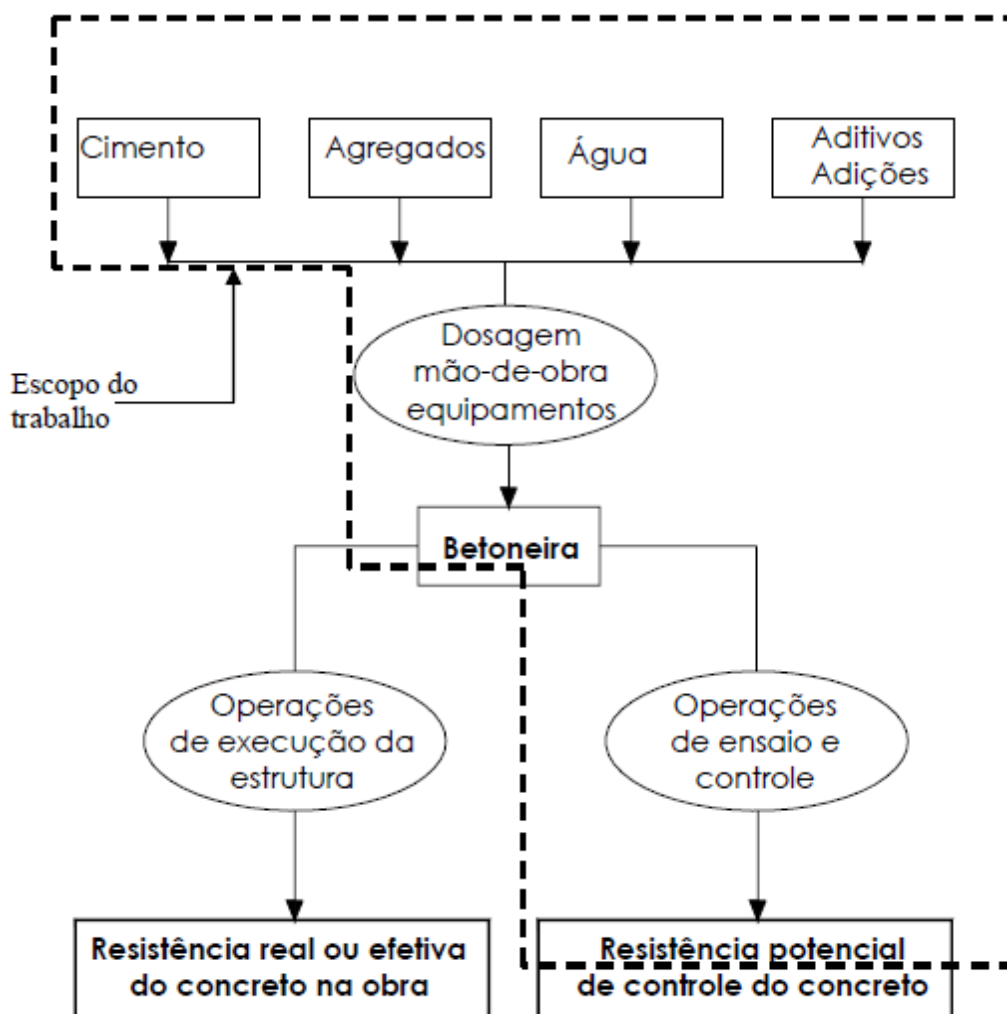 Cimento
Agregados
Água
Aditivos
Adições
Dosagem
mão-de-obra
equipamentos
Escopo do
trabalho
Betoneira
Operações
de execução da
estrutura
Operações
de ensaio e
controle
Resistência real ou efetiva
do concreto na obra
Resistência potencial
de controle do concreto